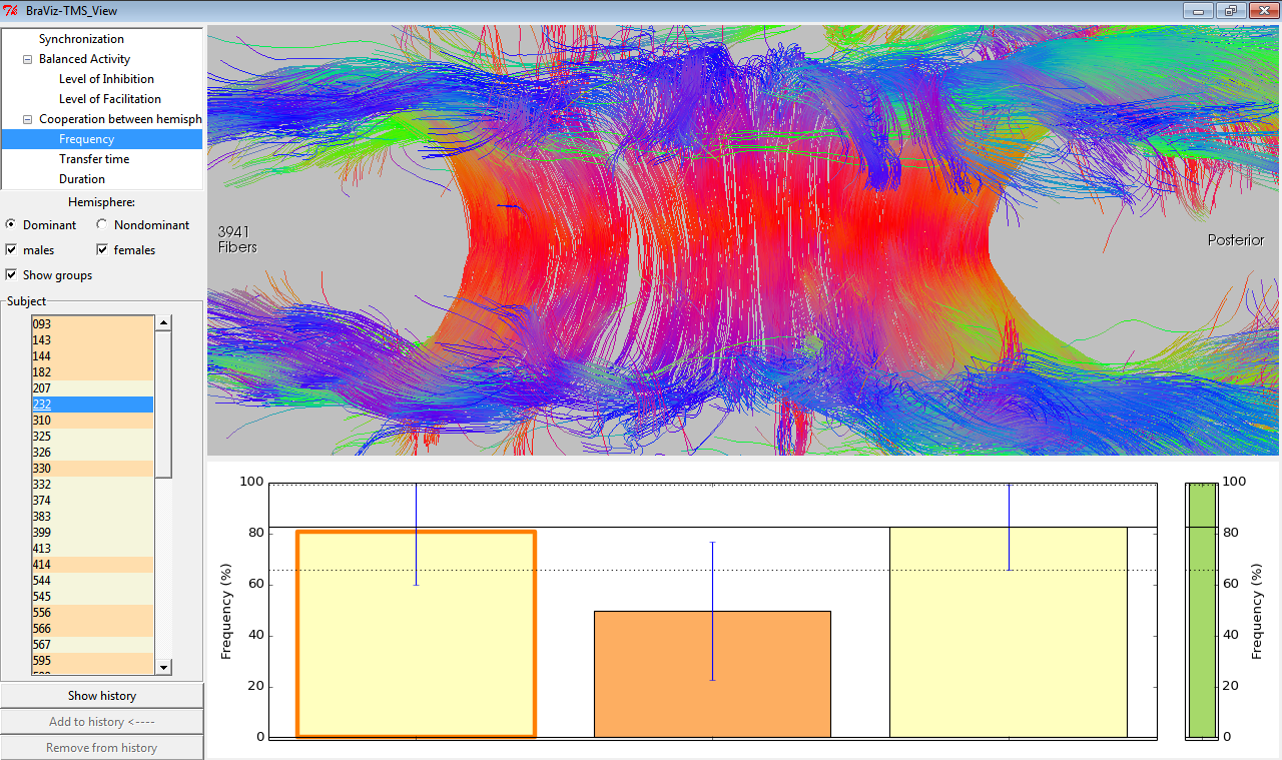 BraViz-TMS_View
Synchronization
Balanced Activity
Level of Inhibition
Level of Facilitation
Cooperation between hemisph
Frequency
Transfer time
Duration
Hemisphere:
Dominant Nondominant
males females
Show groups
Subject
093
143
144
182
207
232
310
325
326
330
332
374
383
399
413
414
544
545
556
566
567
595
Show history
Add to history <----
Remove from history
3941
Fibers
Posterior
100
80
60
40
20
0
Frequency (%)
100
80
60
40
20
0
Frequency (%)